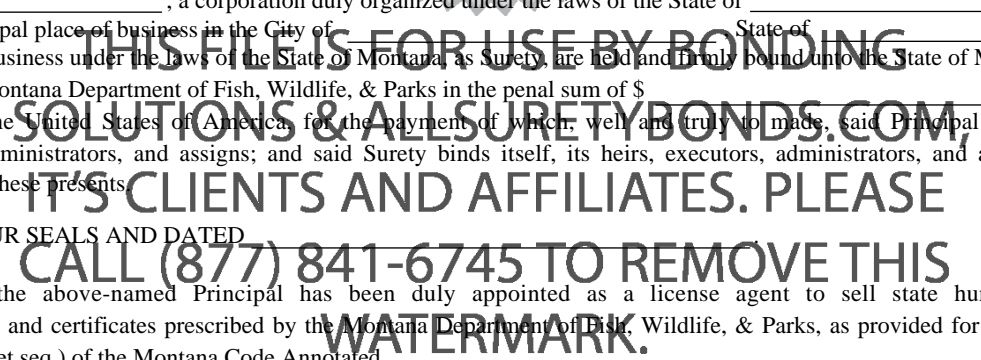 , a corporation duly organized under the laws of the State of
pal place of business in the City of , State of
THIS FILE IS FOR USE BY BONDING
usiness under the laws of the State of Montana, as Surety, are held and firmly bound unto the State of M
ontana Department of Fish, Wildlife, & Parks in the penal sum of $
SOLUTIONS & ALLSURETYBONDS.COM,
he United States of America, for the payment of which, well and truly to made, said Principal
ministrators, and assigns; and said Surety binds itself, its heirs, executors, administrators, and a
hese presents.
IT'S CLIENTS AND AFFILIATES. PLEASE
UR SEALS AND DATED .
CALL (877) 841-6745 TO REMOVE THIS
the above-named Principal has been duly appointed as a license agent to sell state hu
and certificates prescribed by the Montana Department of Fish, Wildlife, & Parks, as provided for
WATERMARK.
et seq.) of the Montana Code Annotated